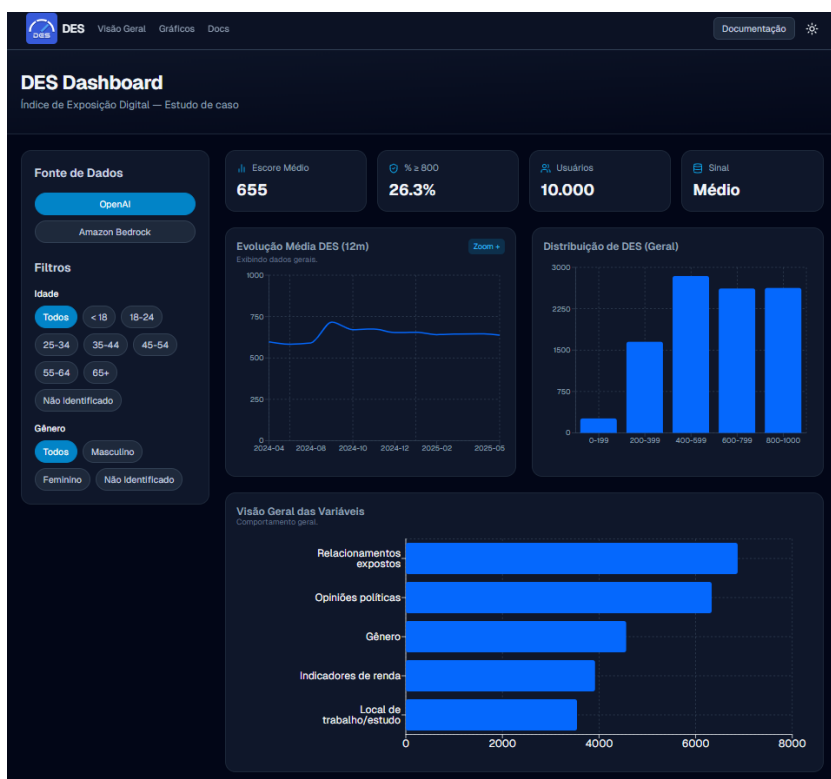 DES
DES Visão Geral Gráficos Docs
Documentação
DES Dashboard
Índice de Exposição Digital — Estudo de caso
Fonte de Dados
OpenAI
Amazon Bedrock
Filtros
Idade
Todos < 18 18-24
25-34 35-44 45-54
55-64 65+
Não Identificado
Gênero
Todos Masculino
Feminino Não Identificado
Escore Médio
655
% ≥ 800
26.3%
Usuários
10.000
Sinal
Médio
Evolução Média DES (12m)
Zoom +
Exibindo dados gerais.
1000
750
500
250
0
2024-04 2024-08 2024-10 2024-12 2025-02 2025-05
Distribuição de DES (Geral)
3000
2250
1500
750
0
0-199 200-399 400-599 600-799 800-1000
Visão Geral das Variáveis
Comportamento geral.
Relacionamentos
expostos
Opiniões políticas
Gênero
Indicadores de renda
Local de
trabalho/estudo
0 2000 4000 6000 8000